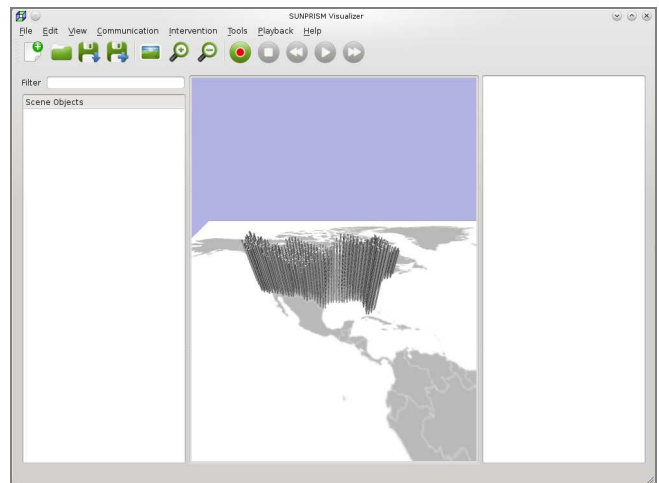 SUNPRISM Visualizer
File Edit View Communication Intervention Tools Playback Help
Filter
Scene Objects